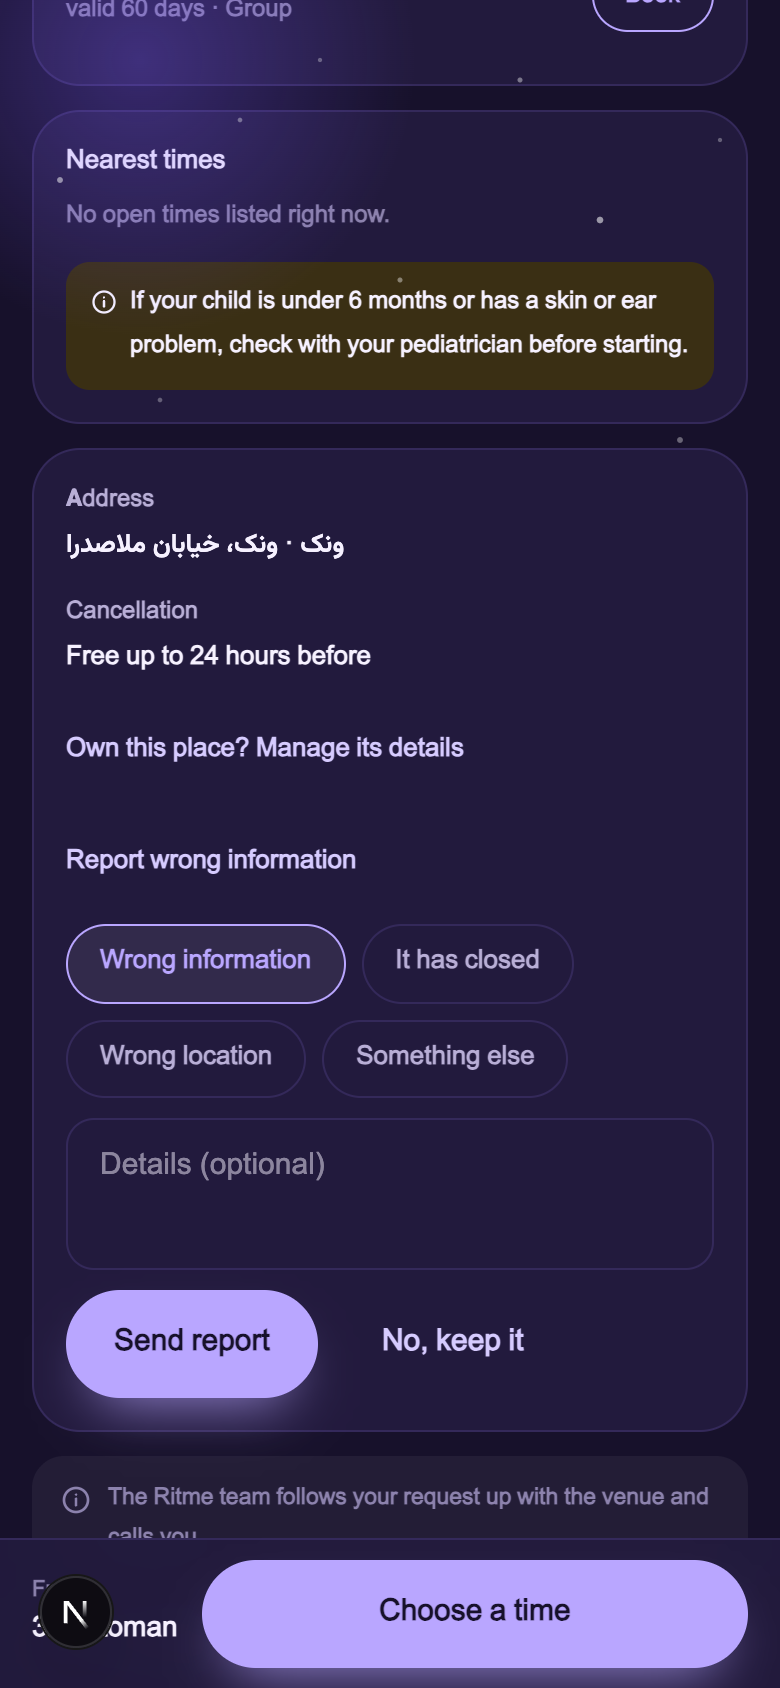 valid 60 days · Group
Book
Nearest times
No open times listed right now.
If your child is under 6 months or has a skin or ear
problem, check with your pediatrician before starting.
Address
ونک · ونک، خیابان ملاصدرا
Cancellation
Free up to 24 hours before
Own this place? Manage its details
Report wrong information
Wrong information
It has closed
Wrong location
Something else
Details (optional)
Send report
No, keep it
The Ritme team follows your request up with the venue and
calls you
Choose a time
N